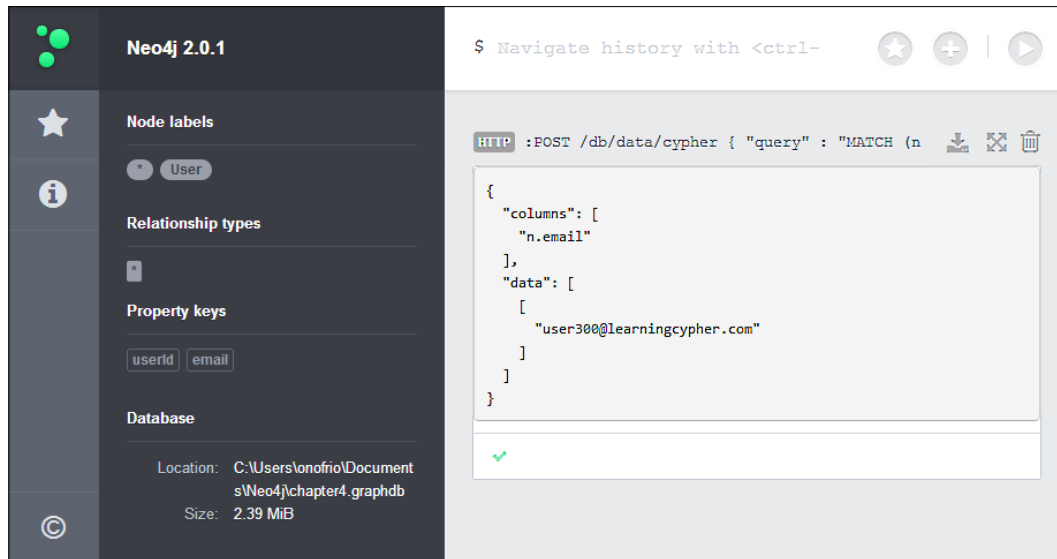 Neo4j 2.0.1
Node labels
* User
Relationship types
*
Property keys
userId email
Database
Location: C:\Users\onofrio\Document
s\Neo4j\chapter4.graphdb
Size: 2.39 MiB
©
$ Navigate history with <ctrl-
HTTP :POST /db/data/cypher { "query" : "MATCH (n
{
"columns": [
"n.email"
],
"data": [
[
"user300@learningcypher.com"
]
]
}